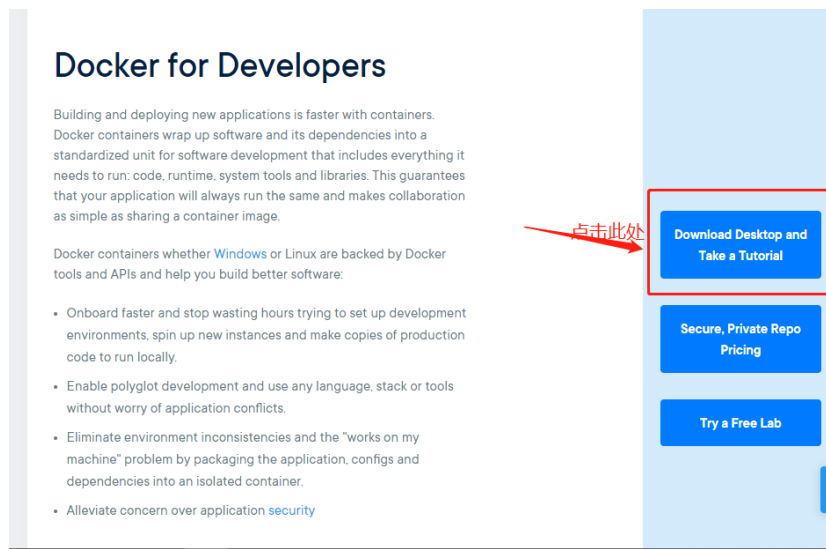 Docker for Developers
Building and deploying new applications is faster with containers.
Docker containers wrap up software and its dependencies into a
standardized unit for software development that includes everything it
needs to run: code, runtime, system tools and libraries. This guarantees
that your application will always run the same and makes collaboration
as simple as sharing a container image.
Docker containers whether Windows or Linux are backed by Docker
tools and APIs and help you build better software:
• Onboard faster and stop wasting hours trying to set up development
environments, spin up new instances and make copies of production
code to run locally.
• Enable polyglot development and use any language, stack or tools
without worry of application conflicts.
• Eliminate environment inconsistencies and the "works on my
machine" problem by packaging the application, configs and
dependencies into an isolated container.
• Alleviate concern over application security
点击此处
Download Desktop and
Take a Tutorial
Secure, Private Repo
Pricing
Try a Free Lab